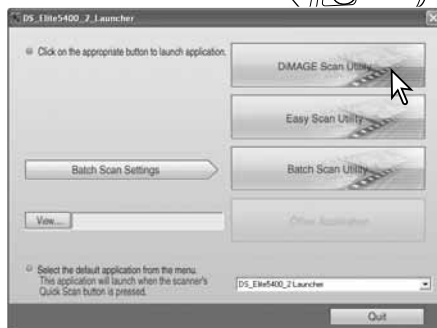 DS_Elite5400_2_Launcher
Click on the appropriate button to launch application.
DiMAGE Scan Utility
Easy Scan Utility
Batch Scan Settings
Batch Scan Utility
View...
Other Application
Select the default application from the menu.
This application will launch when the scanner's
Quick Scan button is pressed.
DS_Elite5400_2 Launcher
Quit